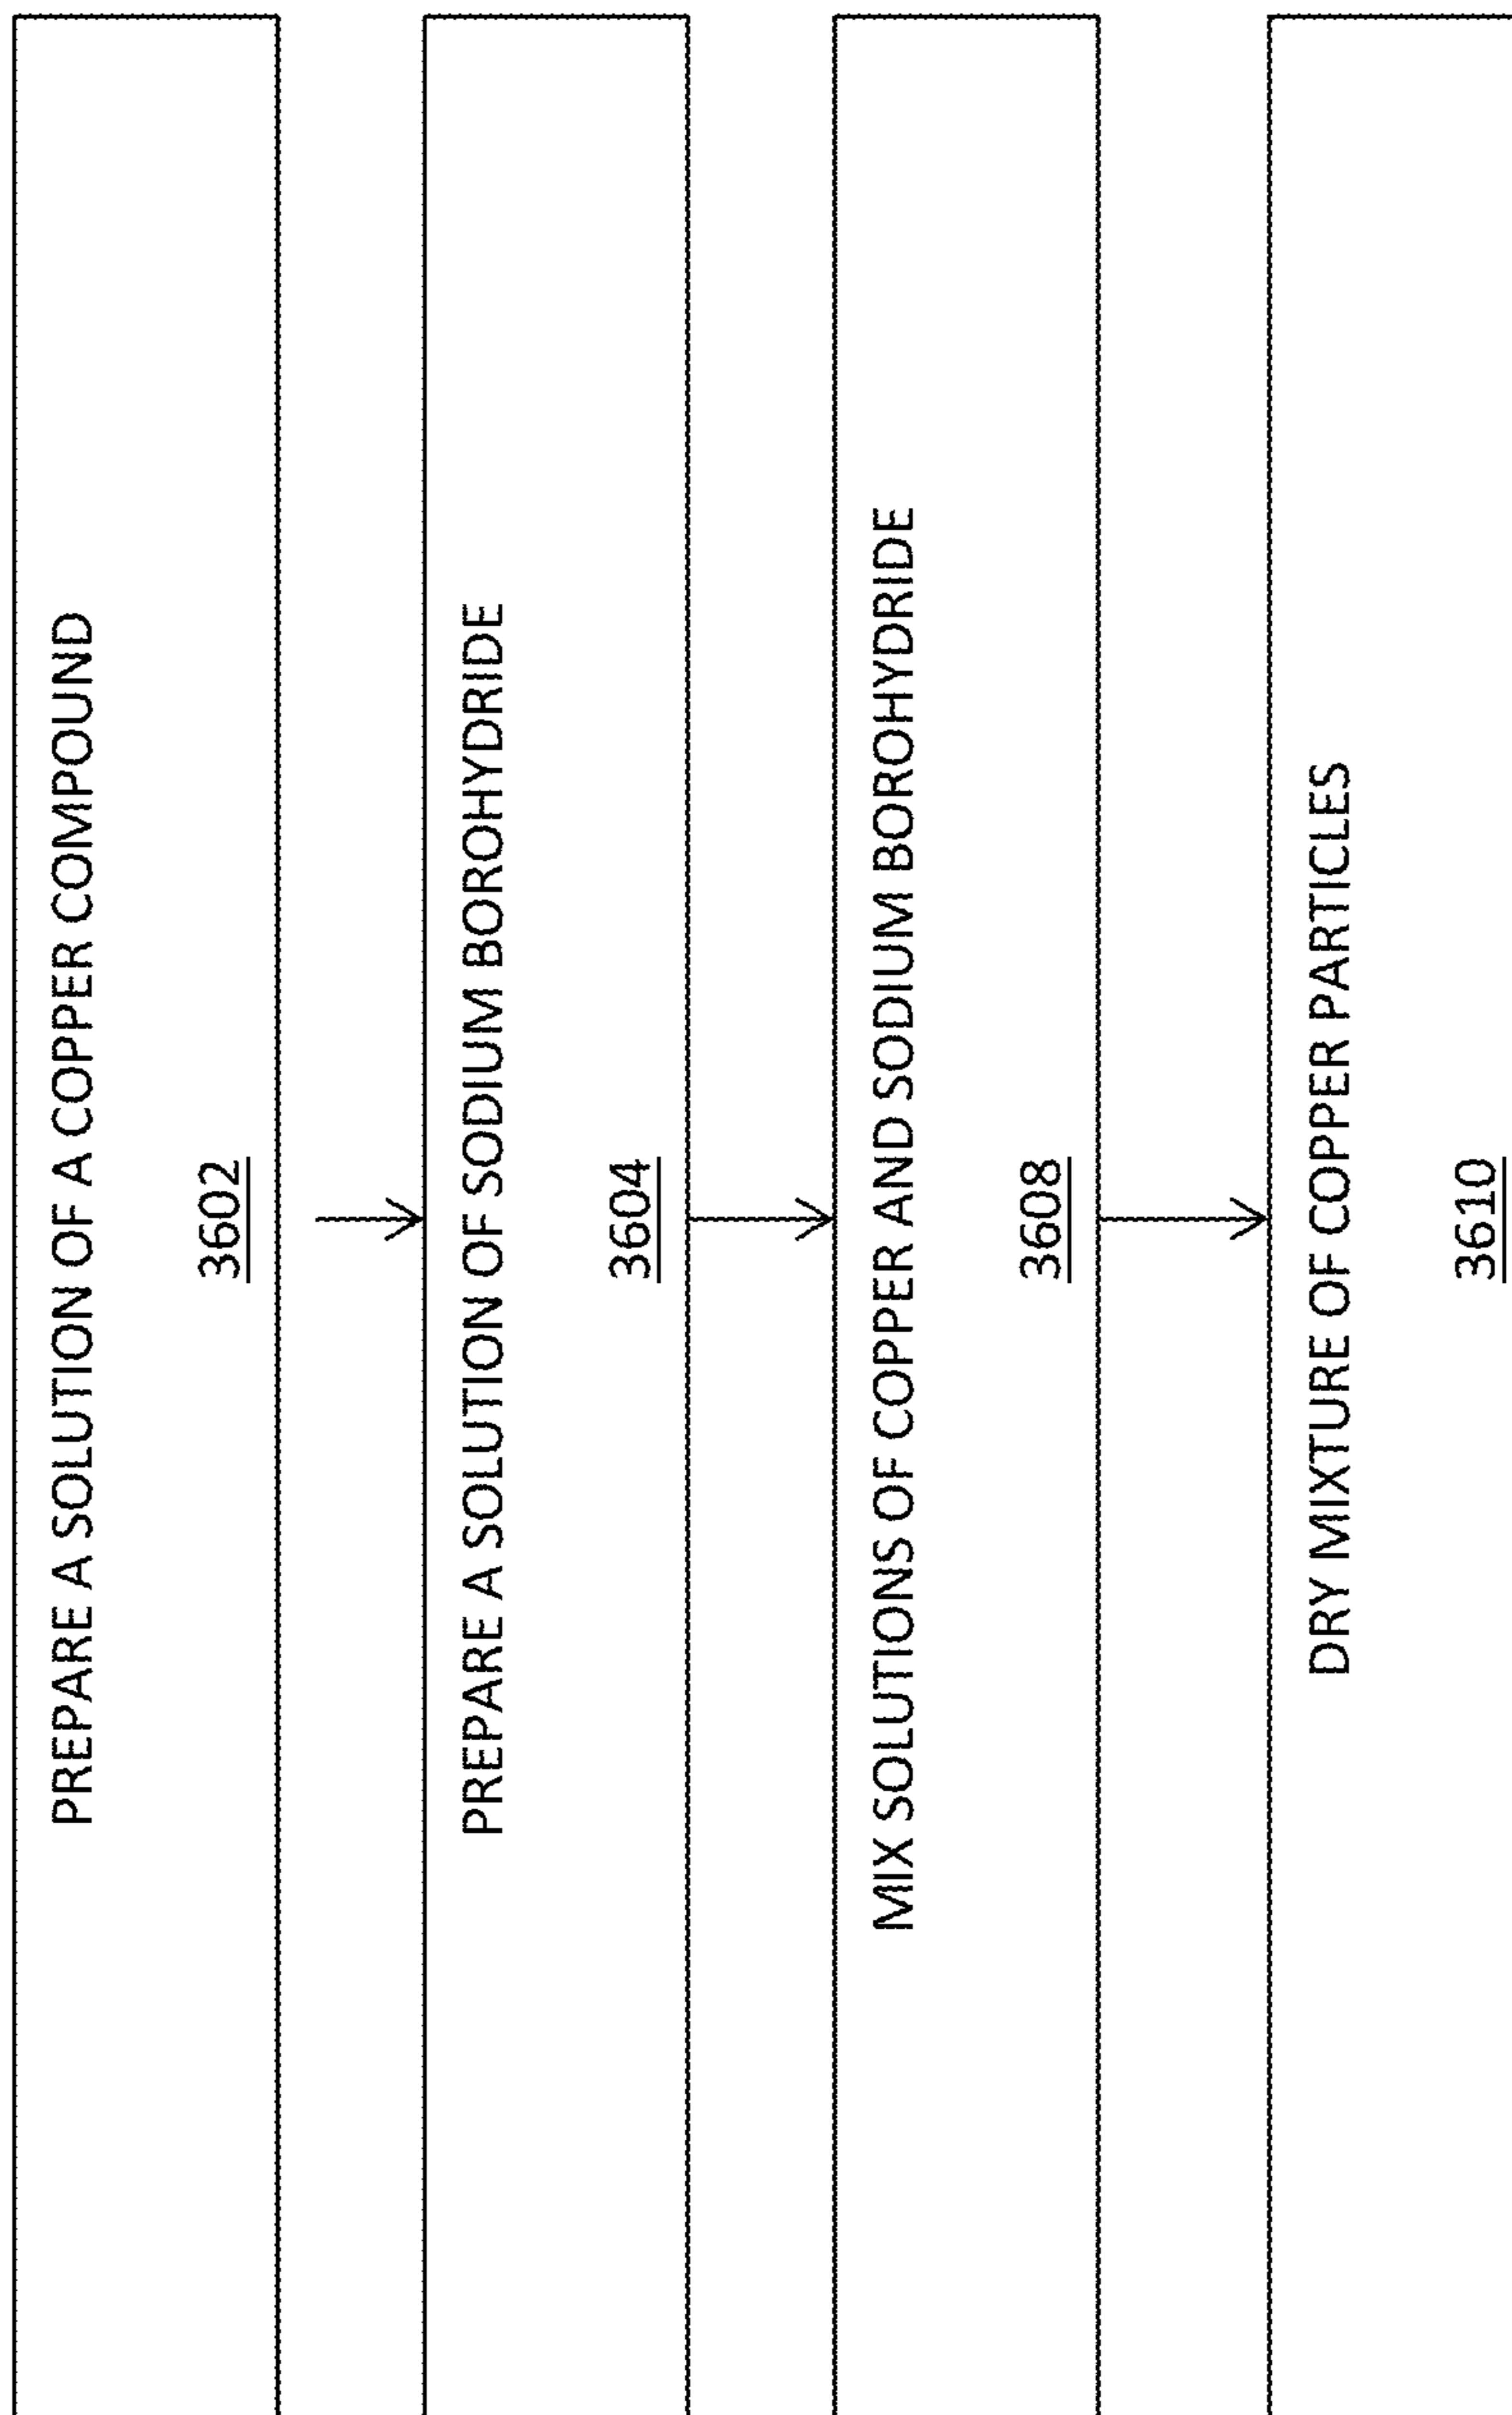 PREPARE A SOLUTION OF A COPPER COMPOUND
3602
PREPARE A SOLUTION OF SODIUM BOROHYDRIDE
3604
MIX SOLUTIONS OF COPPER AND SODIUM BOROHYDRIDE
3608
DRY MIXTURE OF COPPER PARTICLES
3610